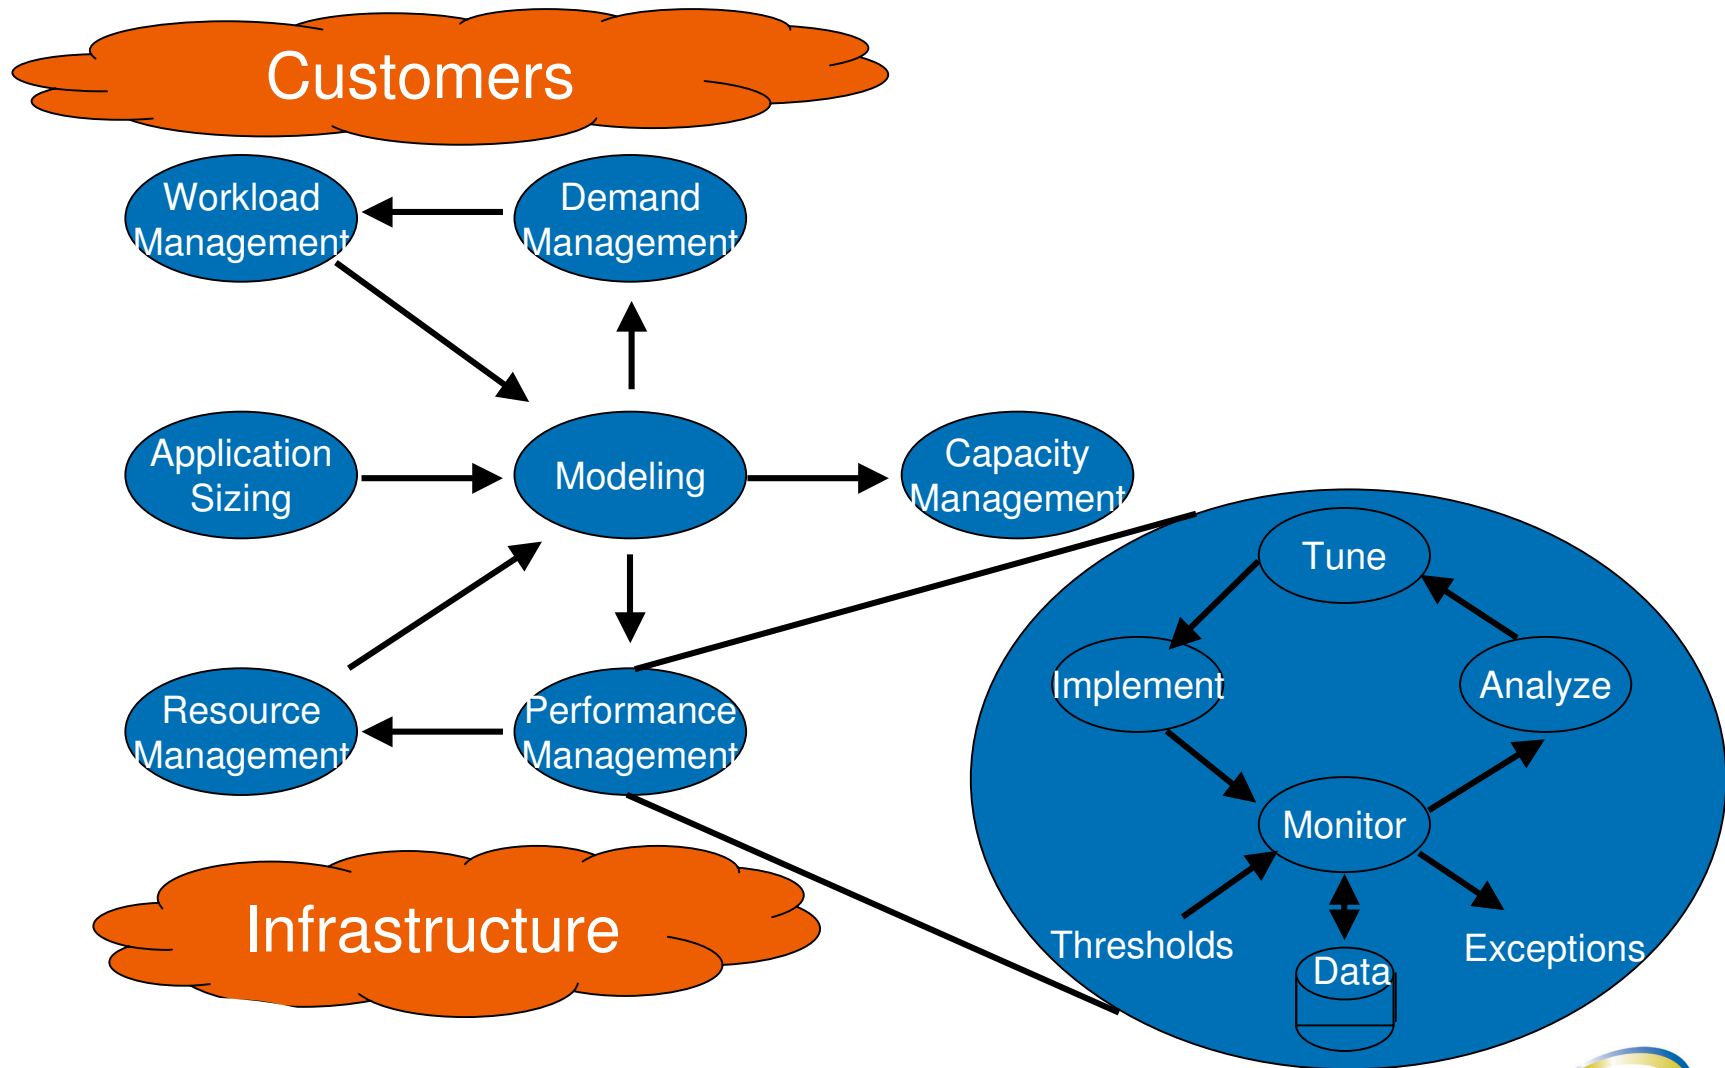 Customers
Workload
Management
Demand
Management
Application
Sizing
Modeling
Capacity
Management
Resource
Management
Performance
Management
Infrastructure
Tune
Implement
Analyze
Monitor
Thresholds
Data
Exceptions